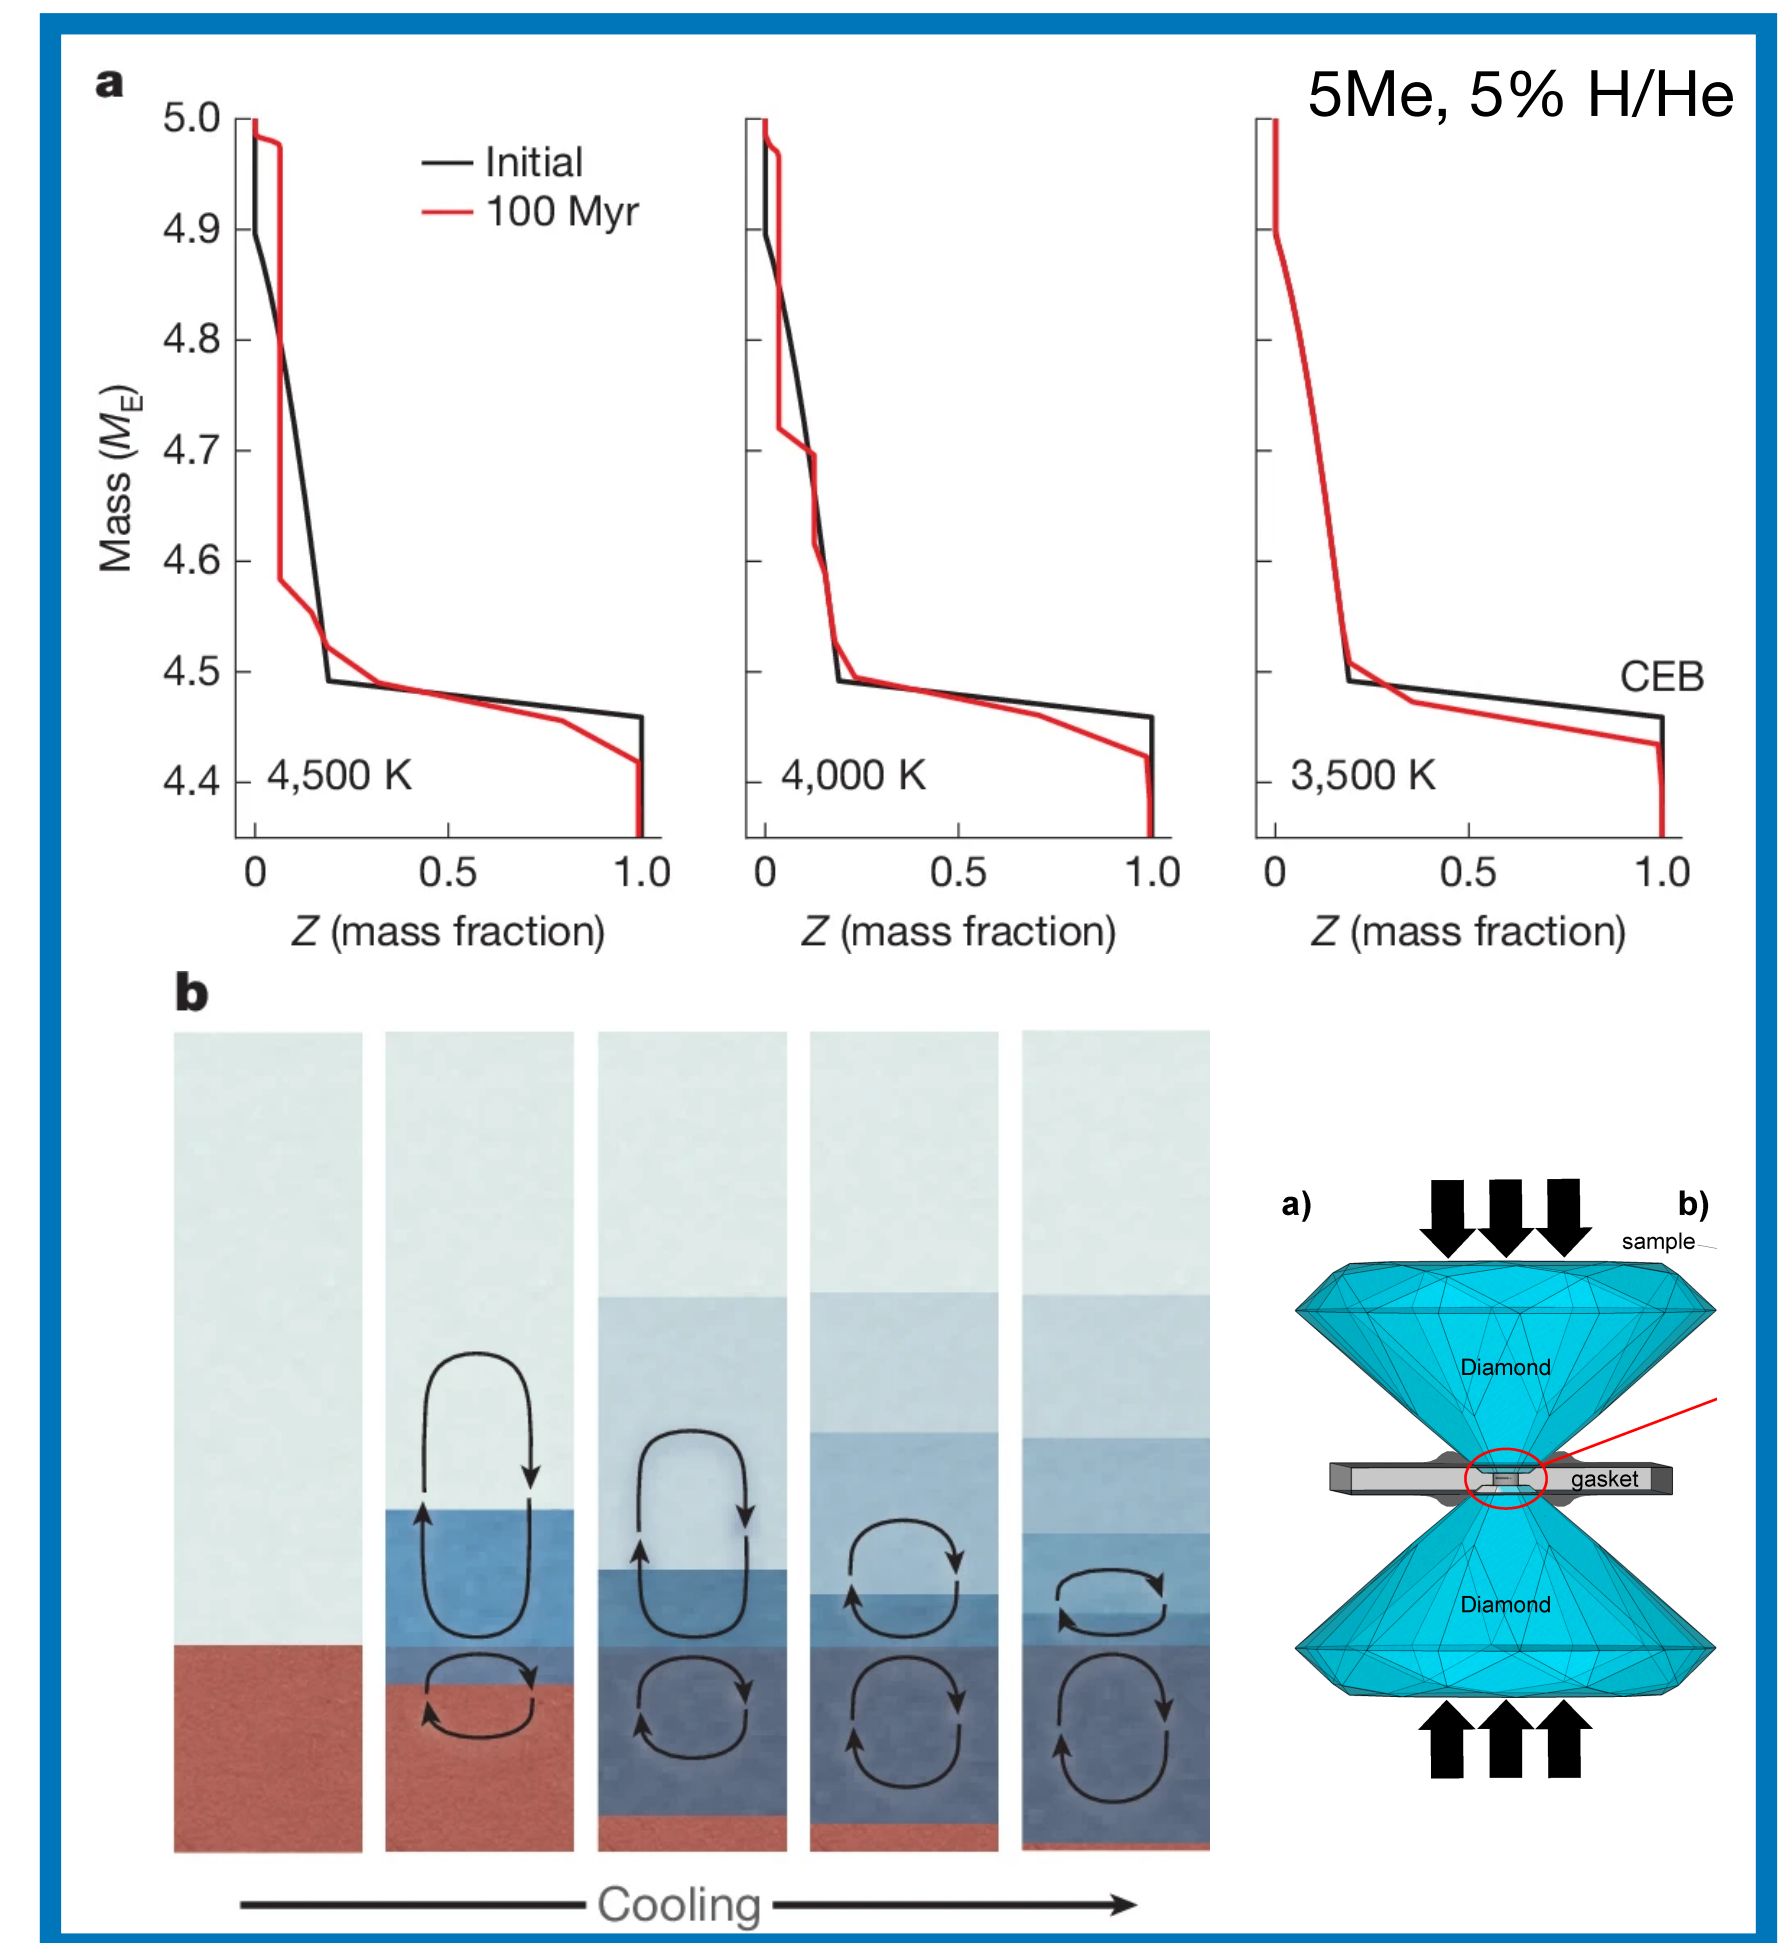 a
5Me, 5% H/He
5.0
4.9
4.8
4.7
4.6
4.5
4.4
Mass (ME)
Initial
100 Myr
4,500 K
0 0.5 1.0
Z (mass fraction)
4,000 K
0 0.5 1.0
Z (mass fraction)
CEB
3,500 K
0 0.5 1.0
Z (mass fraction)
b
Cooling
a)
b)
sample
Diamond
gasket
Diamond